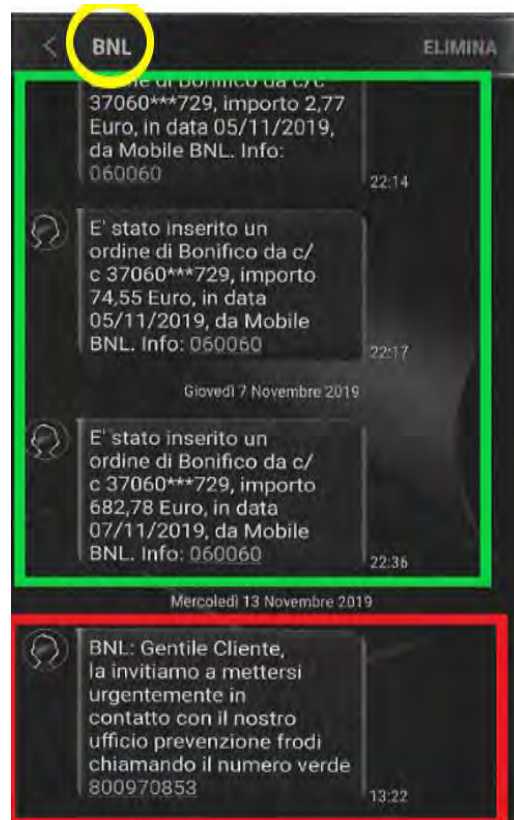 BNL
ELIMINA
Bonifico da c/c
37060***729, importo 2,77
Euro, in data 05/11/2019,
da Mobile BNL. Info:
060060
22:14
E' stato inserito un
ordine di Bonifico da c/
c 37060***729, importo
74,55 Euro, in data
05/11/2019, da Mobile
BNL. Info: 060060
22:17
Giovedì 7 Novembre 2019
E' stato inserito un
ordine di Bonifico da c/
c 37060***729, importo
682,78 Euro, in data
07/11/2019, da Mobile
BNL. Info: 060060
22:36
Mercoledì 13 Novembre 2019
BNL: Gentile Cliente,
la invitiamo a mettersi
urgentemente in
contatto con il nostro
ufficio prevenzione frodi
chiamando il numero verde
800970853
13:22